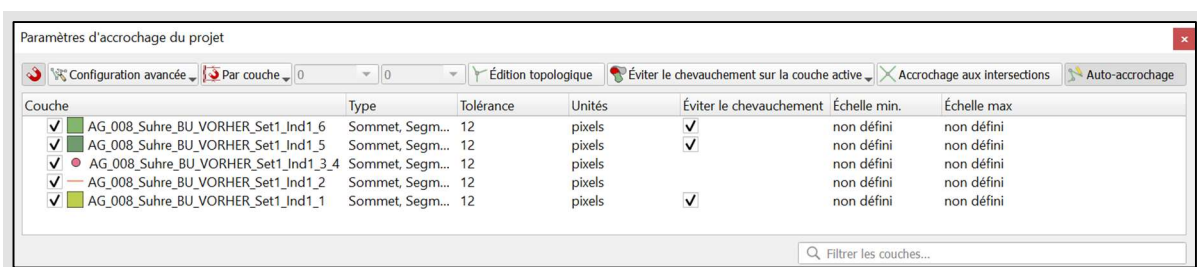 Paramètres d'accrochage du projet
Configuration avancée Par couche 0 0 Édition topologique Éviter le chevauchement sur la couche active Accrochage aux intersections Auto-accrochage
Couche Type Tolérance Unités Éviter le chevauchement Échelle min. Échelle max
AG_008_Suhre_BU_VORHER_Set1_Ind1_6 Sommet, Segm... 12 pixels non défini non défini
AG_008_Suhre_BU_VORHER_Set1_Ind1_5 Sommet, Segm... 12 pixels non défini non défini
AG_008_Suhre_BU_VORHER_Set1_Ind1_3_4 Sommet, Segm... 12 pixels non défini non défini
AG_008_Suhre_BU_VORHER_Set1_Ind1_2 Sommet, Segm... 12 pixels non défini non défini
AG_008_Suhre_BU_VORHER_Set1_Ind1_1 Sommet, Segm... 12 pixels non défini non défini
Filtrer les couches...